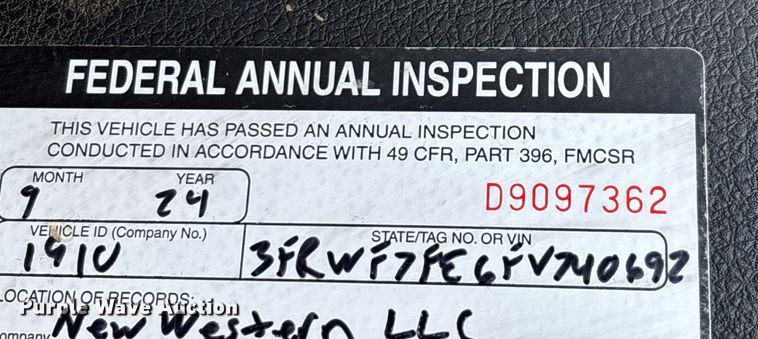 FEDERAL ANNUAL INSPECTION
THIS VEHICLE HAS PASSED AN ANNUAL INSPECTION
CONDUCTED IN ACCORDANCE WITH 49 CFR, PART 396, FMCSR
MONTH YEAR
9 24 D9097362
VEHICLE ID (Company No.) STATE/TAG NO. OR VIN
1910 3FRWF7FE6FV740692
LOCATION OF RECORDS:
Purple Wave Auction
Company New Western LLC